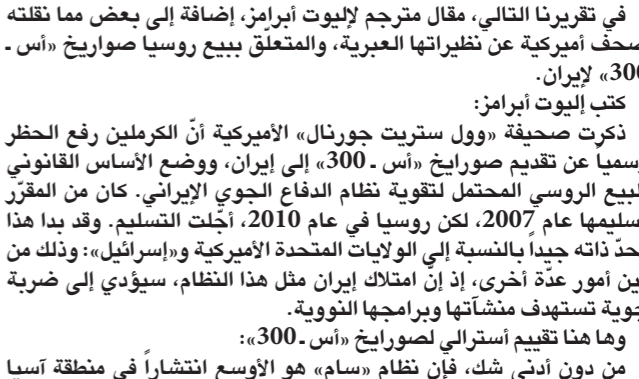 في تقريرنا التالي، مقال مترجم لإليوت أبرامز، إضافة إلى بعض مما نقلته
صحف أميركية عن نظيراتها العبرية، والمتعلّق ببيع روسيا صواريخ «أس ـ
300» لإيران.
كتب إليوت أبرامز:
ذكرت صحيفة «وول ستريت جورنال» الأميركية أنّ الكرملين رفع الحظر
رسمياً عن تقديم صورايخ «أس ـ 300» إلى إيران، ووضع الأساس القانوني
للبيع الروسي المحتمل لتقوية نظام الدفاع الجوي الإيراني. كان من المقرّر
تسليمها عام 2007، لكن روسيا في عام 2010، أجّلت التسليم. وقد بدا هذا
بحدّ ذاته جيداً بالنسبة إلى الولايات المتحدة الأميركية و«إسرائيل»: وذلك من
بين أمور عدّة أخرى، إذ إنّ امتلاك إيران مثل هذا النظام، سيؤدي إلى ضربة
جوية تستهدف منشآتها وبرامجها النووية.
وها هنا تقييم أسترالي لصورايخ «أس ـ 300»:
من دون أدنى شك، فإن نظام «سام» هو الأوسع انتشاراً في منطقة آسيا